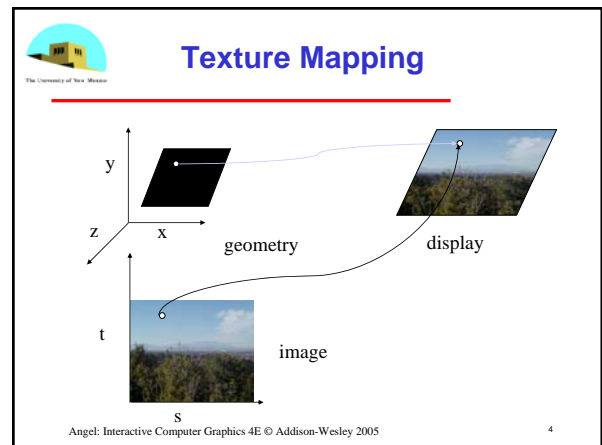 The University of New Mexico
Texture Mapping
y
z
x
geometry
display
t
image
s
Angel: Interactive Computer Graphics 4E © Addison-Wesley 2005
4